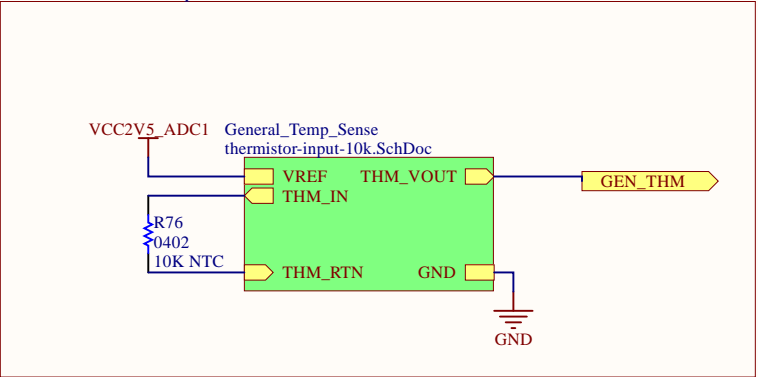 VCC2V5_ADC1
General_Temp_Sense
thermistor-input-10k.SchDoc
VREF
THM_VOUT
GEN_THM
THM_IN
R76
0402
10K NTC
THM_RTN
GND
GND